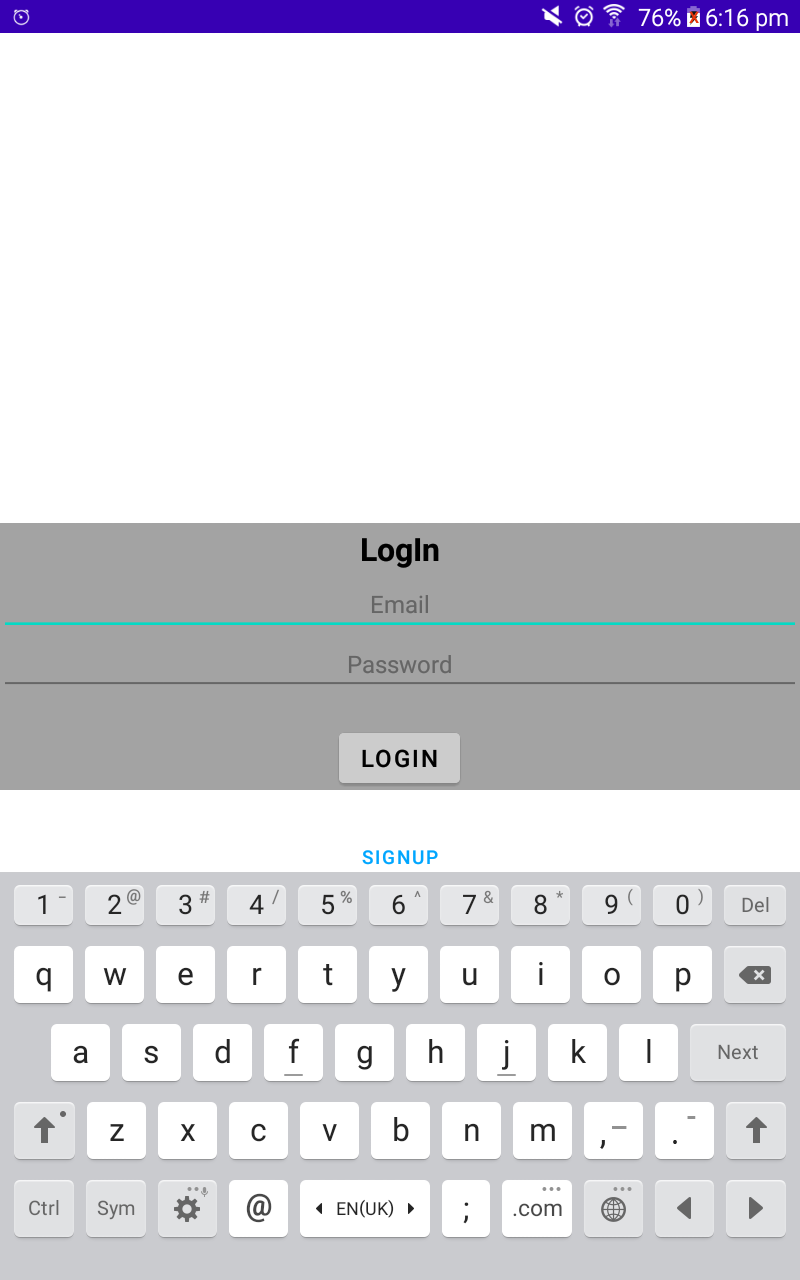 76% 6:16 pm
LogIn
Email
Password
LOGIN
SIGNUP
1 - 2 @ 3 # 4 / 5 % 6 ^ 7 & 8 * 9 ( 0 ) Del
q w e r t y u i o p
a s d f g h j k l Next
z x c v b n m , - . -
Ctrl Sym @ EN(UK) ; .com